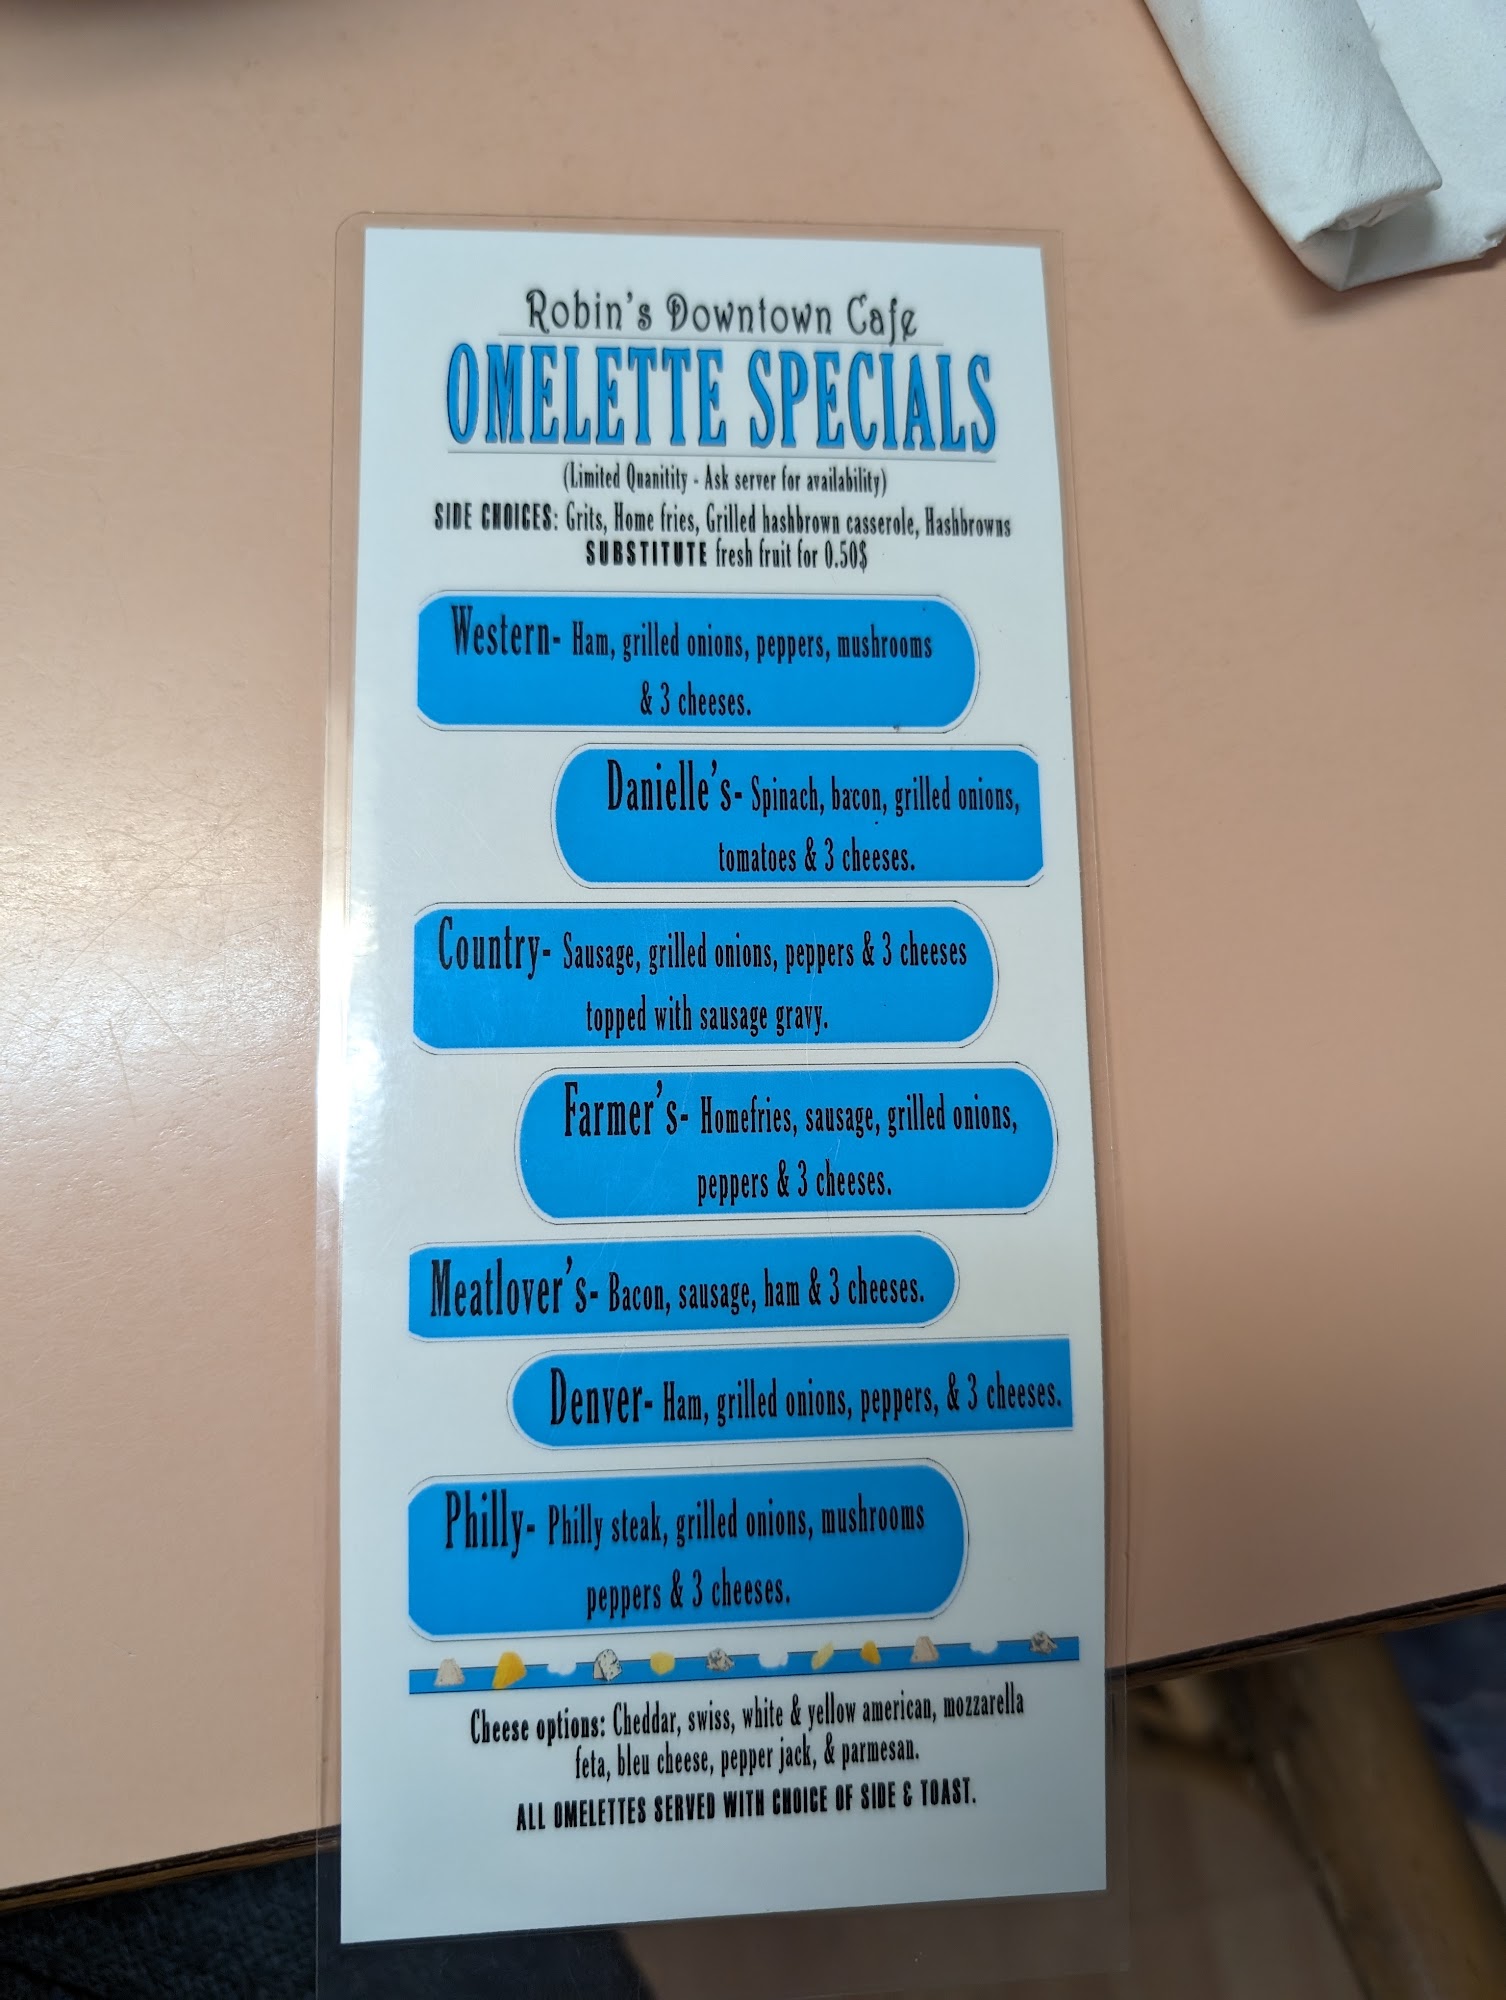 Robin's Downtown Cafe
OMELETTE SPECIALS
(Limited Quanitity - Ask server for availability)
SIDE CHOICES: Grits, Home fries, Grilled hashbrown casserole, Hashbrowns
SUBSTITUTE fresh fruit for 0.50$
Western- Ham, grilled onions, peppers, mushrooms
& 3 cheeses.
Danielle's- Spinach, bacon, grilled onions,
tomatoes & 3 cheeses.
Country- Sausage, grilled onions, peppers & 3 cheeses
topped with sausage gravy.
Farmer's- Homefries, sausage, grilled onions,
peppers & 3 cheeses.
Meatlover's- Bacon, sausage, ham & 3 cheeses.
Denver- Ham, grilled onions, peppers, & 3 cheeses.
Philly- Philly steak, grilled onions, mushrooms
peppers & 3 cheeses.
Cheese options: Cheddar, swiss, white & yellow american, mozzarella
feta, bleu cheese, pepper jack, & parmesan.
ALL OMELETTES SERVED WITH CHOICE OF SIDE & TOAST.